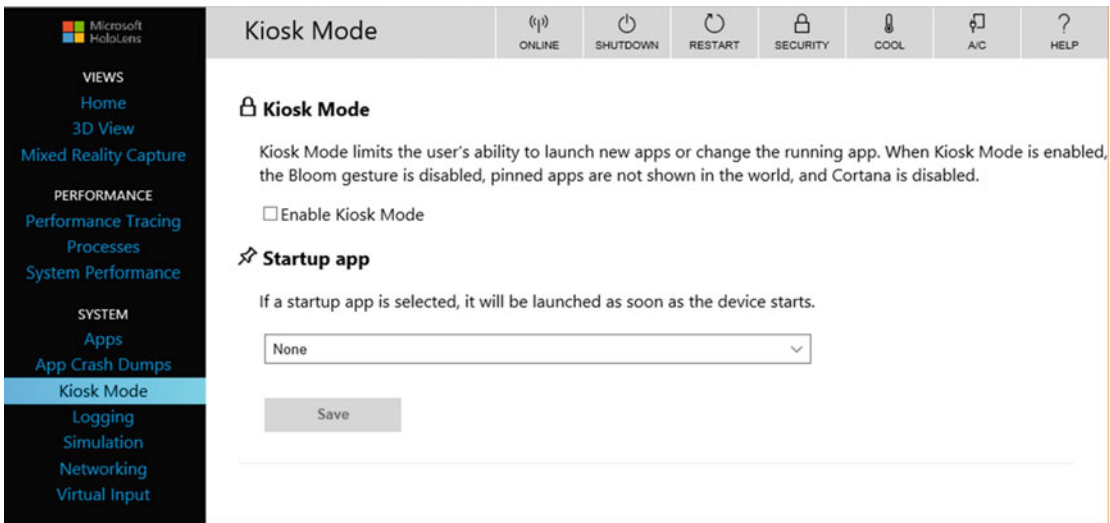 Microsoft
HoloLens
Kiosk Mode
ONLINE
SHUTDOWN
RESTART
SECURITY
COOL
A/C
?
HELP
VIEWS
Home
3D View
Mixed Reality Capture
PERFORMANCE
Performance Tracing
Processes
System Performance
SYSTEM
Apps
App Crash Dumps
Kiosk Mode
Logging
Simulation
Networking
Virtual Input
Kiosk Mode
Kiosk Mode limits the user's ability to launch new apps or change the running app. When Kiosk Mode is enabled,
the Bloom gesture is disabled, pinned apps are not shown in the world, and Cortana is disabled.
Enable Kiosk Mode
Startup app
If a startup app is selected, it will be launched as soon as the device starts.
None
Save